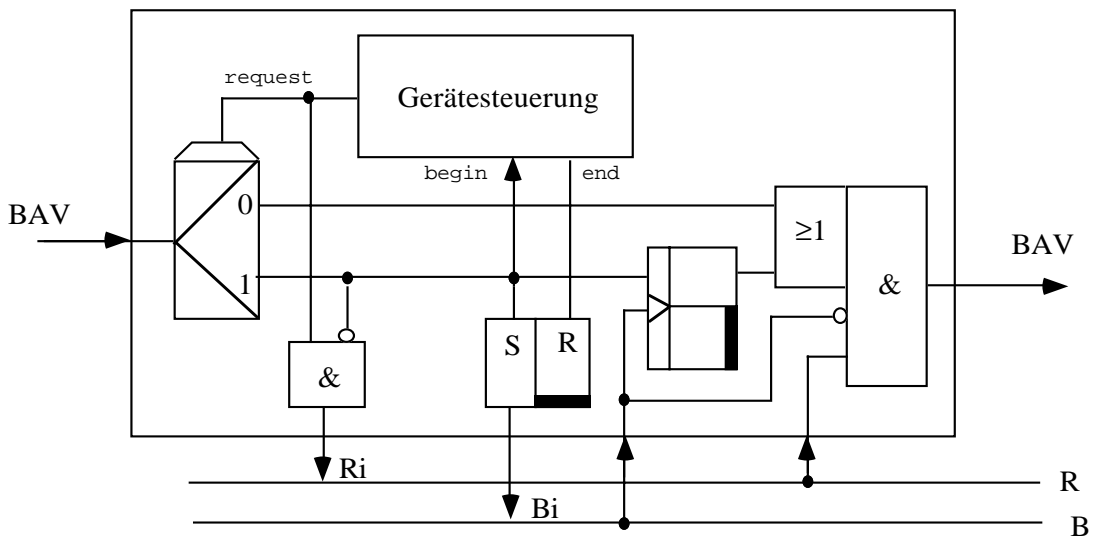 request
Gerätesteuerung
begin
end
BAV
0
≥1
BAV
1
&
S
R
&
Ri
R
Bi
B